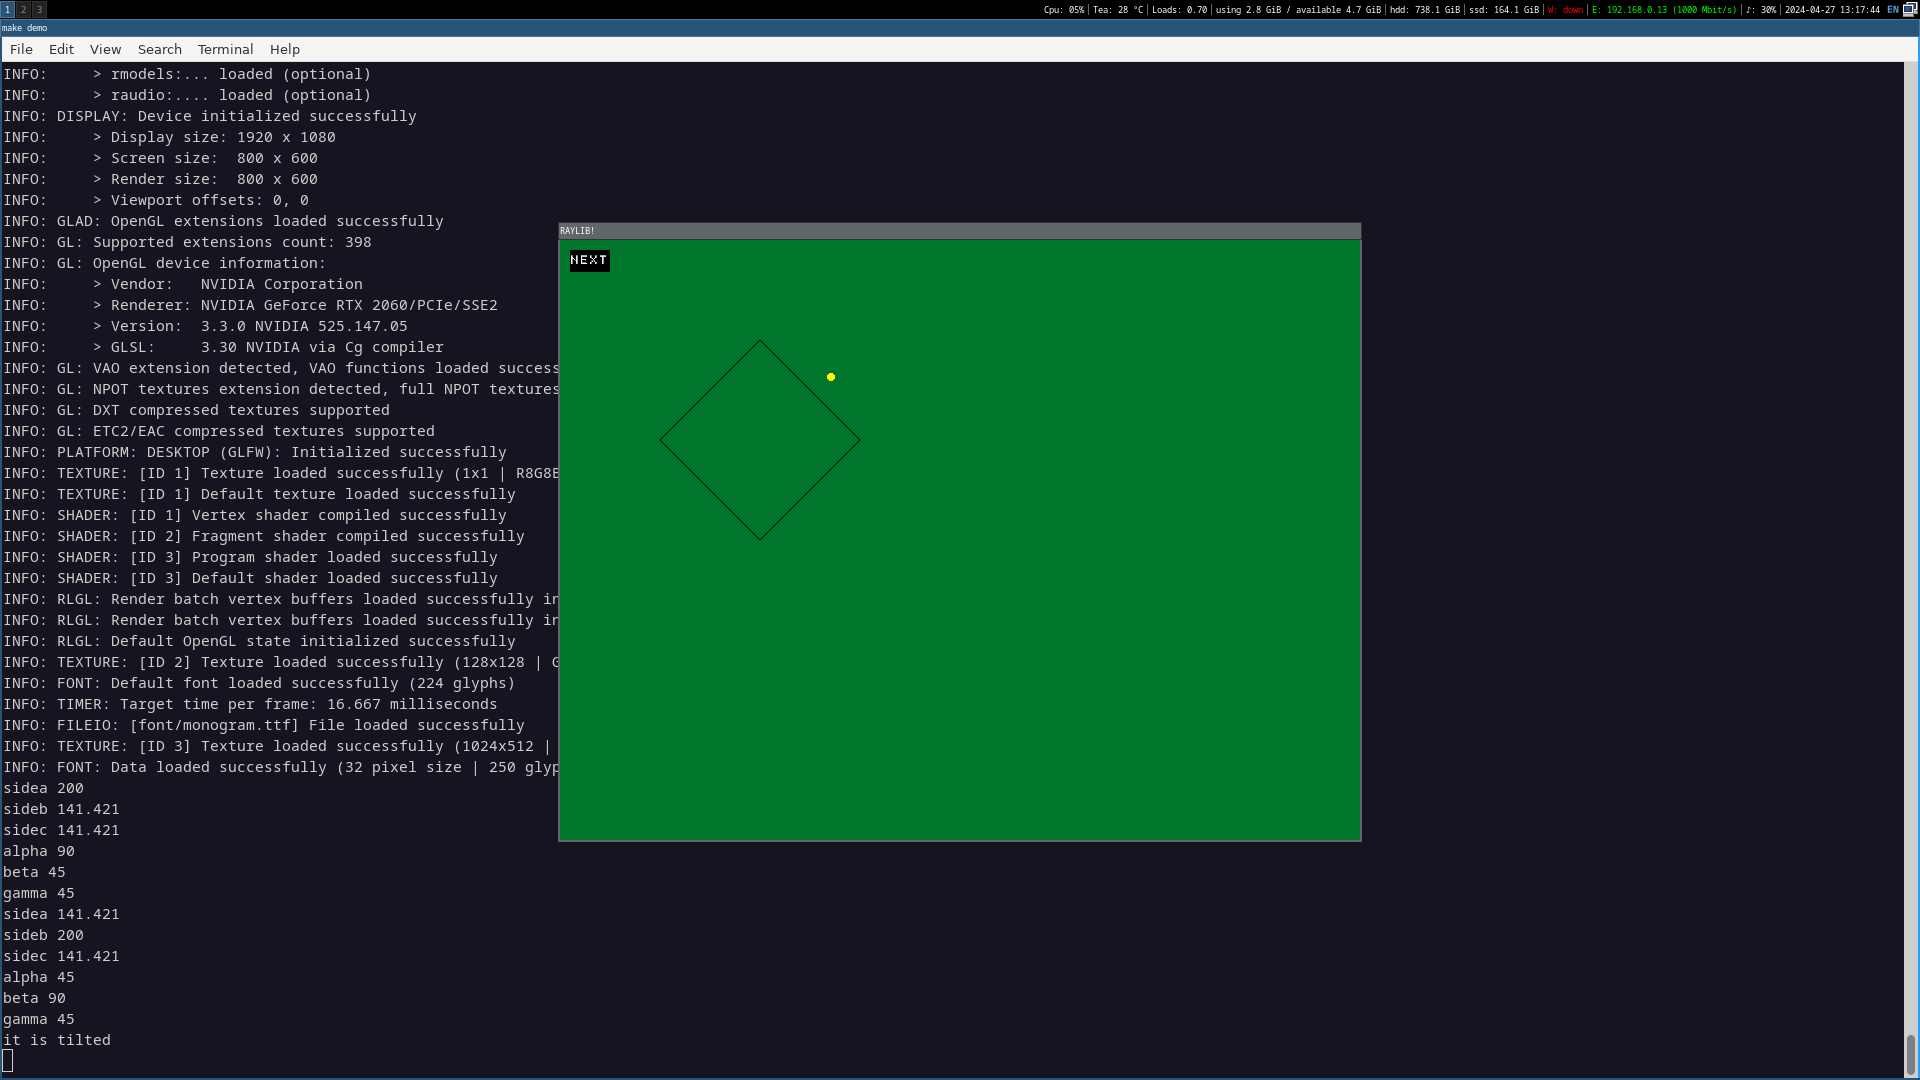 1 2 3
Cpu: 05% Tea: 28 °C Loads: 0.70 using 2.8 GiB / available 4.7 GiB hdd: 738.1 GiB ssd: 164.1 GiB W: down E: 192.168.0.13 (1000 Mbit/s) ♪: 30% 2024-04-27 13:17:44 EN
make demo
File Edit View Search Terminal Help
INFO:     > rmodels:... loaded (optional)
INFO:     > raudio:.... loaded (optional)
INFO: DISPLAY: Device initialized successfully
INFO:     > Display size: 1920 x 1080
INFO:     > Screen size:  800 x 600
INFO:     > Render size:  800 x 600
INFO:     > Viewport offsets: 0, 0
INFO: GLAD: OpenGL extensions loaded successfully
INFO: GL: Supported extensions count: 398
INFO: GL: OpenGL device information:
INFO:     > Vendor:   NVIDIA Corporation
INFO:     > Renderer: NVIDIA GeForce RTX 2060/PCIe/SSE2
INFO:     > Version:  3.3.0 NVIDIA 525.147.05
INFO:     > GLSL:     3.30 NVIDIA via Cg compiler
INFO: GL: VAO extension detected, VAO functions loaded success
INFO: GL: NPOT textures extension detected, full NPOT textures
INFO: GL: DXT compressed textures supported
INFO: GL: ETC2/EAC compressed textures supported
INFO: PLATFORM: DESKTOP (GLFW): Initialized successfully
INFO: TEXTURE: [ID 1] Texture loaded successfully (1x1 | R8G8B
INFO: TEXTURE: [ID 1] Default texture loaded successfully
INFO: SHADER: [ID 1] Vertex shader compiled successfully
INFO: SHADER: [ID 2] Fragment shader compiled successfully
INFO: SHADER: [ID 3] Program shader loaded successfully
INFO: SHADER: [ID 3] Default shader loaded successfully
INFO: RLGL: Render batch vertex buffers loaded successfully in
INFO: RLGL: Render batch vertex buffers loaded successfully in
INFO: RLGL: Default OpenGL state initialized successfully
INFO: TEXTURE: [ID 2] Texture loaded successfully (128x128 | G
INFO: FONT: Default font loaded successfully (224 glyphs)
INFO: TIMER: Target time per frame: 16.667 milliseconds
INFO: FILEIO: [font/monogram.ttf] File loaded successfully
INFO: TEXTURE: [ID 3] Texture loaded successfully (1024x512 |
INFO: FONT: Data loaded successfully (32 pixel size | 250 glyp
sidea 200
sideb 141.421
sidec 141.421
alpha 90
beta 45
gamma 45
sidea 141.421
sideb 200
sidec 141.421
alpha 45
beta 90
gamma 45
it is tilted
RAYLIB!
NEXT